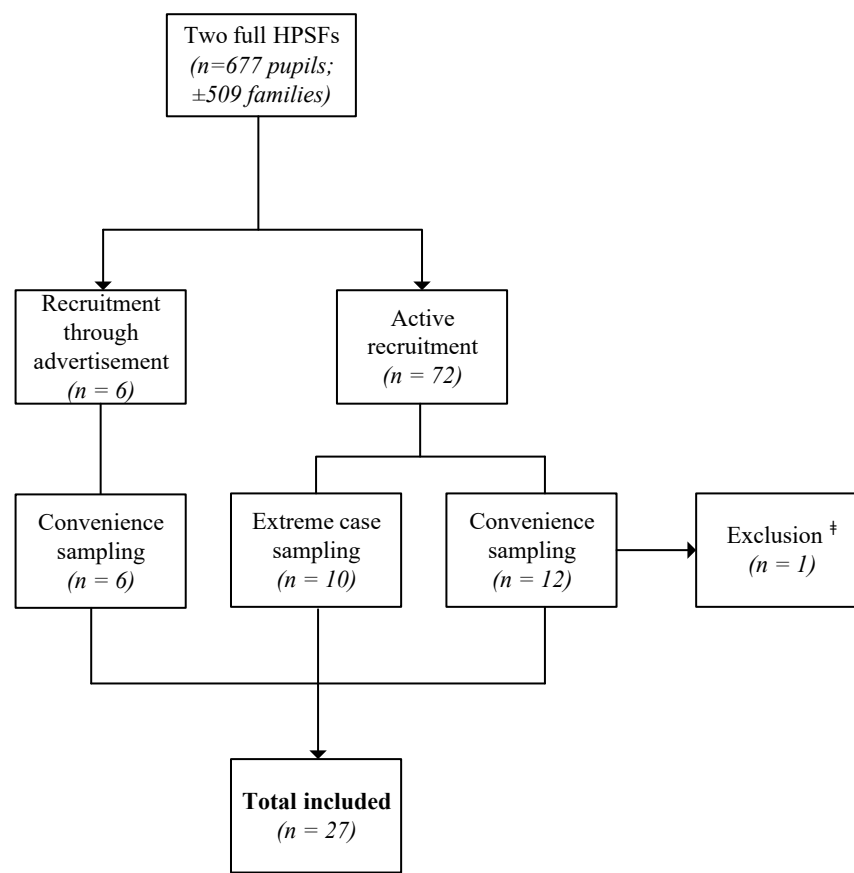 Two full HPSFs
(n=677 pupils;
±509 families)
Recruitment
through
advertisement
(n = 6)
Active
recruitment
(n = 72)
Convenience
sampling
(n = 6)
Extreme case
sampling
(n = 10)
Convenience
sampling
(n = 12)
Exclusion ‡
(n = 1)
Total included
(n = 27)